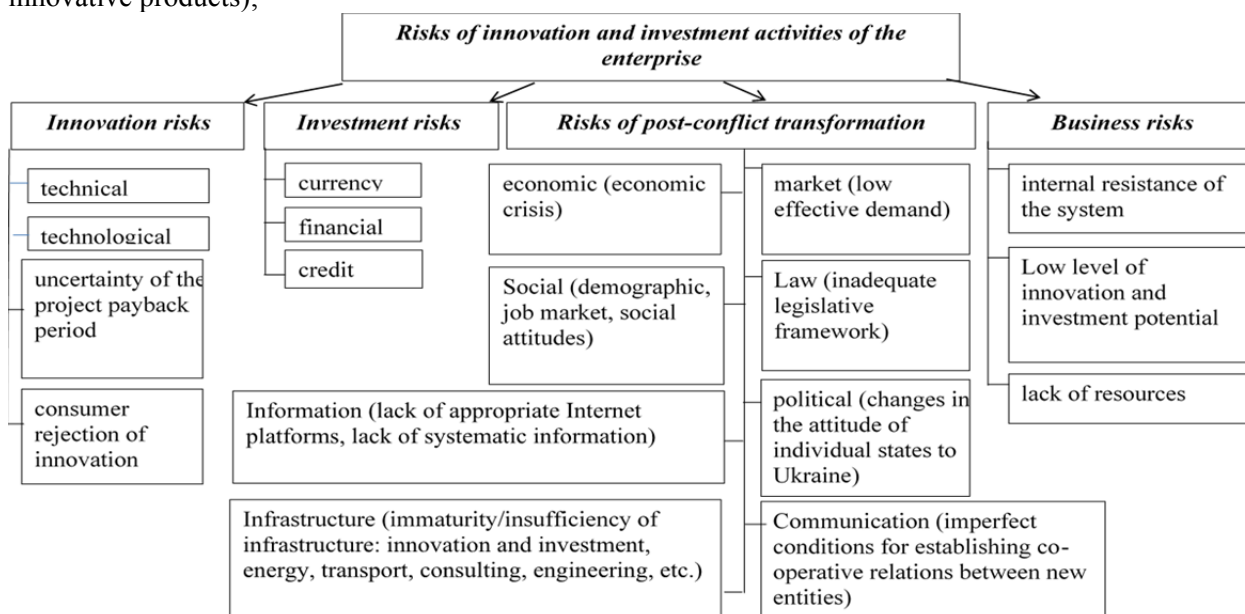 innovative products);
Risks of innovation and investment activities of the
enterprise
Innovation risks
technical
technological
uncertainty of the
project payback
period
consumer
rejection of
innovation
Investment risks
currency
financial
credit
Risks of post-conflict transformation
economic (economic
crisis)
Social (demographic,
job market, social
attitudes)
Information (lack of appropriate Internet
platforms, lack of systematic information)
Infrastructure (immaturity/insufficiency of
infrastructure: innovation and investment,
energy, transport, consulting, engineering, etc.)
market (low
effective demand)
Law (inadequate
legislative
framework)
political (changes in
the attitude of
individual states to
Ukraine)
Communication (imperfect
conditions for establishing co-
operative relations between new
entities)
Business risks
internal resistance of
the system
Low level of
innovation and
investment potential
lack of resources